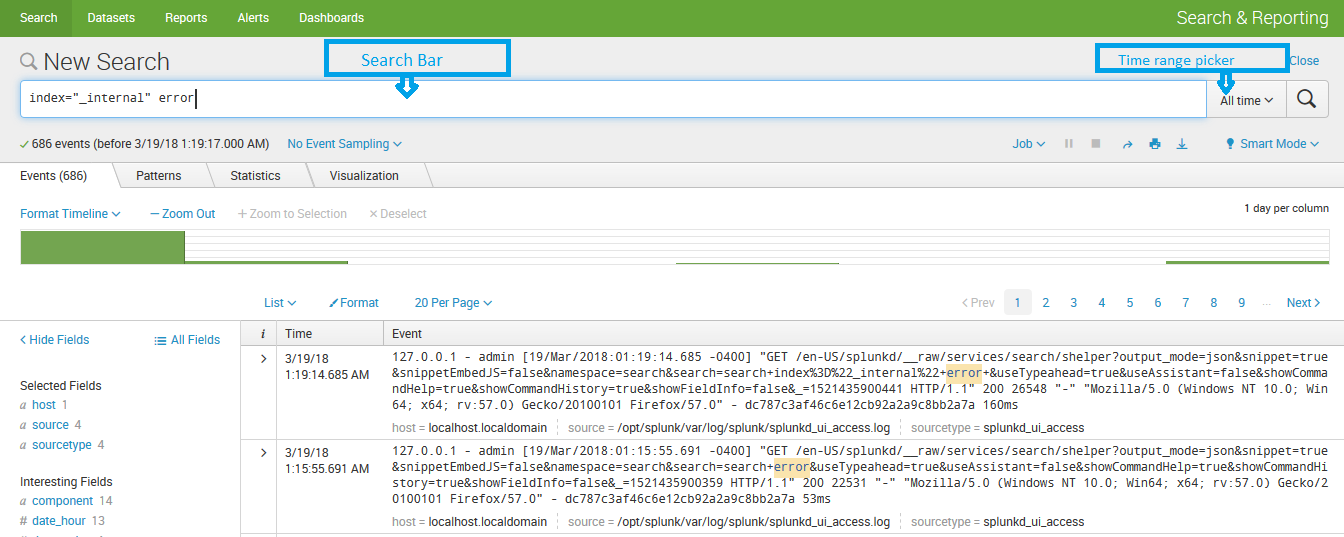 Search Datasets Reports Alerts Dashboards Search & Reporting
New Search Search Bar Time range picker Close
index="_internal" error All time
686 events (before 3/19/18 1:19:17.000 AM) No Event Sampling Job Smart Mode
Events (686) Patterns Statistics Visualization
Format Timeline — Zoom Out + Zoom to Selection × Deselect 1 day per column
List Format 20 Per Page < Prev 1 2 3 4 5 6 7 8 9 ... Next >
< Hide Fields All Fields
i Time Event
Selected Fields
a host 1
a source 4
a sourcetype 4
Interesting Fields
a component 14
# date_hour 13
> 3/19/18
1:19:14.685 AM
127.0.0.1 - admin [19/Mar/2018:01:19:14.685 -0400] "GET /en-US/splunkd/__raw/services/search/shelper?output_mode=json&snippet=true
&snippetEmbedJS=false&namespace=search&search=search+index%3D%22_internal%22+error+&useTypeahead=true&useAssistant=false&showComma
ndHelp=true&showCommandHistory=true&showFieldInfo=false&_=1521435900441 HTTP/1.1" 200 26548 "-" "Mozilla/5.0 (Windows NT 10.0; Win
64; x64; rv:57.0) Gecko/20100101 Firefox/57.0" - dc787c3af46c6e12cb92a2a9c8bb2a7a 160ms
host = localhost.localdomain source = /opt/splunk/var/log/splunk/splunkd_ui_access.log sourcetype = splunkd_ui_access
> 3/19/18
1:15:55.691 AM
127.0.0.1 - admin [19/Mar/2018:01:15:55.691 -0400] "GET /en-US/splunkd/__raw/services/search/shelper?output_mode=json&snippet=true
&snippetEmbedJS=false&namespace=search&search=search+error&useTypeahead=true&useAssistant=false&showCommandHelp=true&showCommandHi
story=true&showFieldInfo=false&_=1521435900359 HTTP/1.1" 200 22531 "-" "Mozilla/5.0 (Windows NT 10.0; Win64; x64; rv:57.0) Gecko/2
0100101 Firefox/57.0" - dc787c3af46c6e12cb92a2a9c8bb2a7a 53ms
host = localhost.localdomain source = /opt/splunk/var/log/splunk/splunkd_ui_access.log sourcetype = splunkd_ui_access